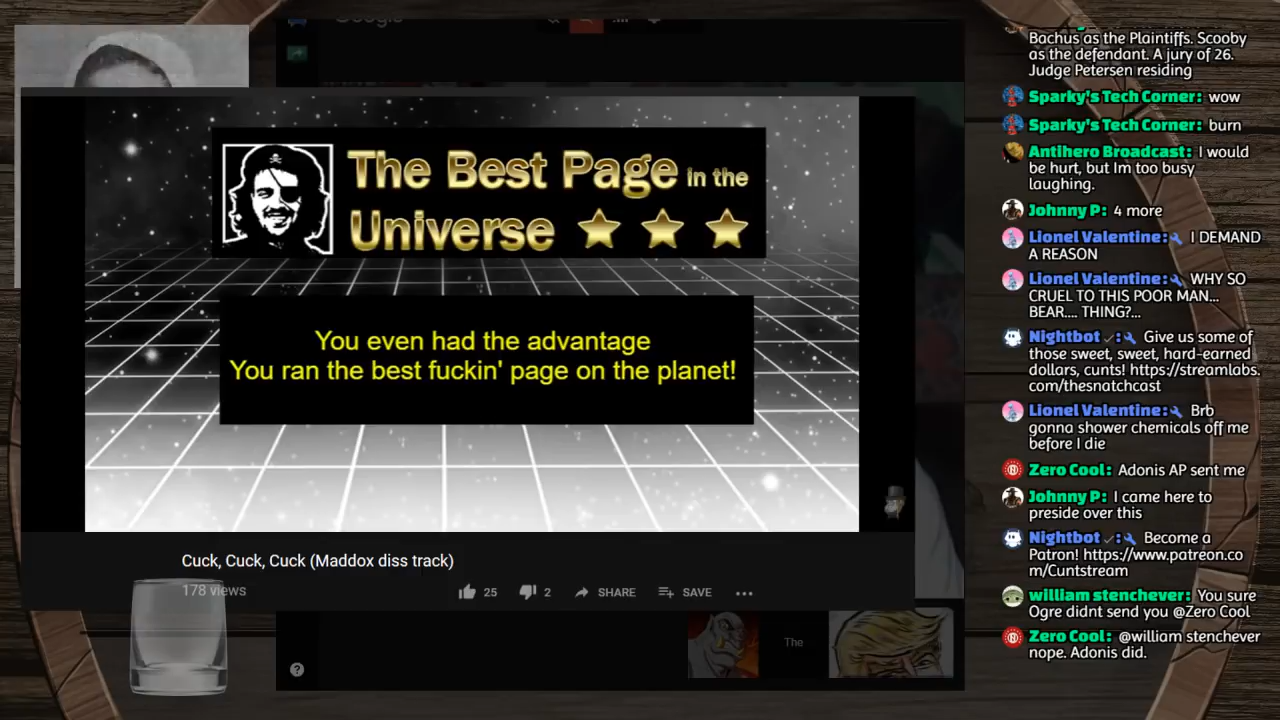 Google
The Best Page in the
Universe
You even had the advantage
You ran the best fuckin' page on the planet!
Cuck, Cuck, Cuck (Maddox diss track)
178 views
25
2
SHARE
SAVE
The
Bachus as the Plaintiffs. Scooby
as the defendant. A jury of 26.
Judge Petersen residing
Sparky's Tech Corner: wow
Sparky's Tech Corner: burn
Antihero Broadcast: I would
be hurt, but Im too busy
laughing.
Johnny P: 4 more
Lionel Valentine: I DEMAND
A REASON
Lionel Valentine: WHY SO
CRUEL TO THIS POOR MAN...
BEAR.... THING?...
Nightbot : Give us some of
those sweet, sweet, hard-earned
dollars, cunts! https://streamlabs.
com/thesnatchcast
Lionel Valentine: Brb
gonna shower chemicals off me
before I die
Zero Cool: Adonis AP sent me
Johnny P: I came here to
preside over this
Nightbot : Become a
Patron! https://www.patreon.co
m/Cuntstream
william stenchever: You sure
Ogre didnt send you @Zero Cool
Zero Cool: @william stenchever
nope. Adonis did.